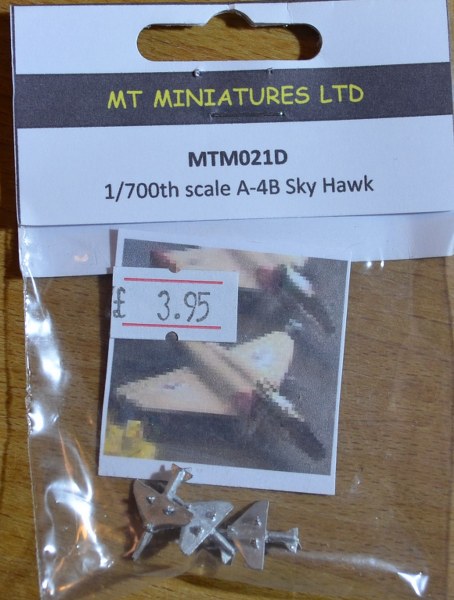 MT MINIATURES LTD
MTM021D
1/700th scale A-4B Sky Hawk
£ 3.95